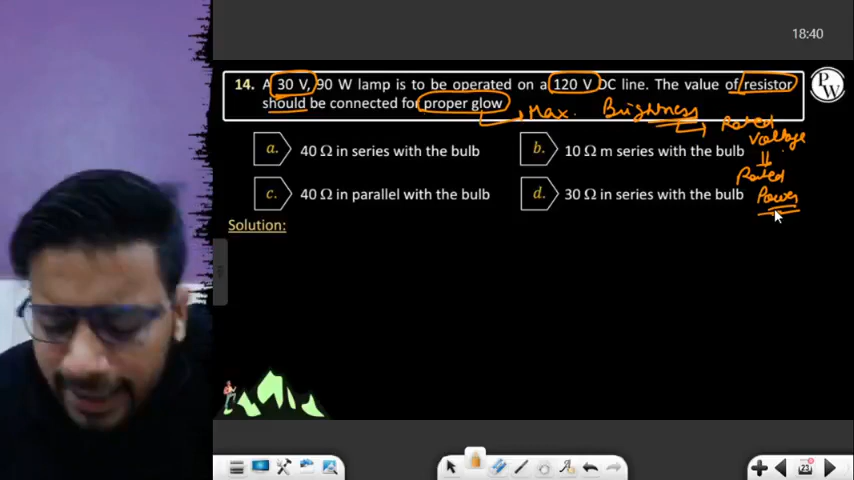 18:40
14. A 30 V, 90 W lamp is to be operated on a 120 V DC line. The value of resistor
should be connected for proper glow
Max. Brightness
Rated
Voltage
Rated
Power
P
W
a. 40 Ω in series with the bulb
b. 10 Ω m series with the bulb
c. 40 Ω in parallel with the bulb
d. 30 Ω in series with the bulb
Solution:
23